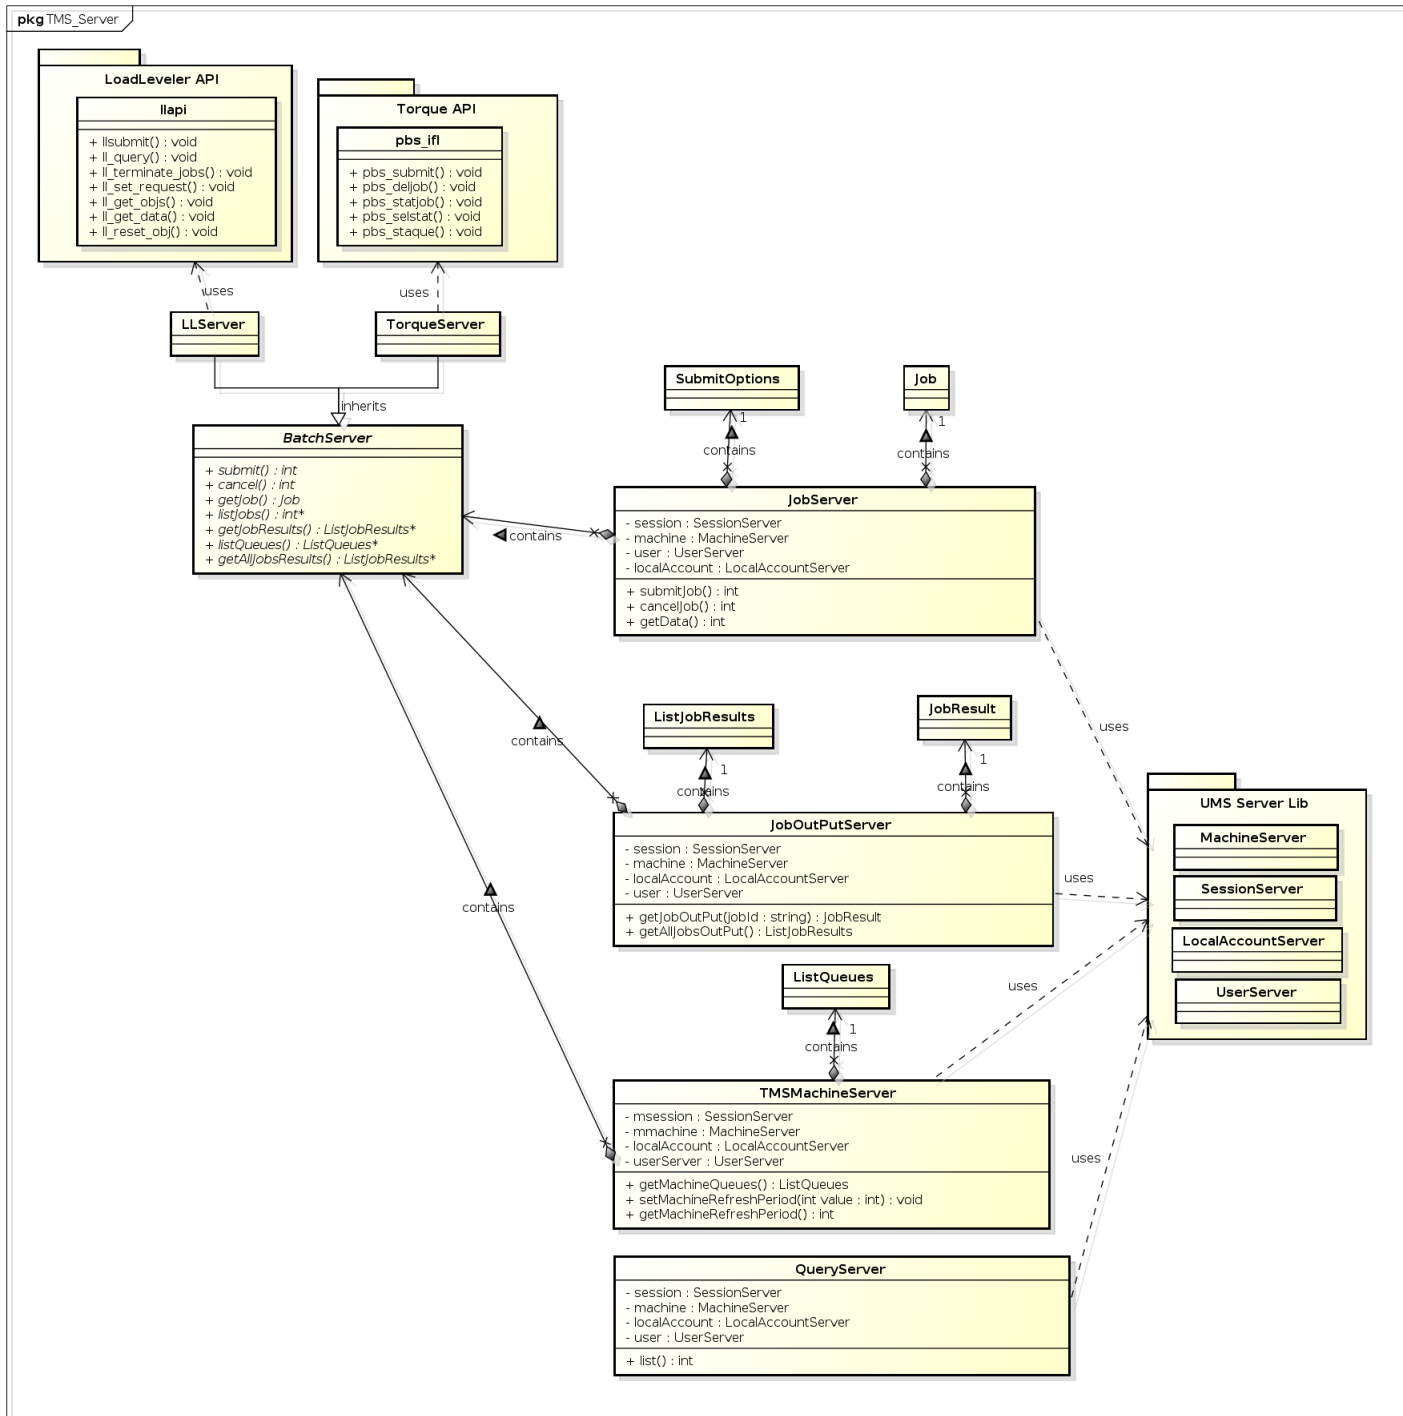 pkg TMS_Server
LoadLeveler API
llapi
+ llsubmit() : void
+ ll_query() : void
+ ll_terminate_jobs() : void
+ ll_set_request() : void
+ ll_get_objs() : void
+ ll_get_data() : void
+ ll_reset_obj() : void
Torque API
pbs_ifl
+ pbs_submit() : void
+ pbs_deljob() : void
+ pbs_statjob() : void
+ pbs_selstat() : void
+ pbs_staque() : void
uses
uses
LLServer
TorqueServer
inherits
BatchServer
+ submit() : int
+ cancel() : int
+ getJob() : Job
+ listJobs() : int*
+ getJobResults() : ListJobResults*
+ listQueues() : ListQueues*
+ getAllJobsResults() : ListJobResults*
SubmitOptions
Job
1
contains
1
contains
contains
JobServer
- session : SessionServer
- machine : MachineServer
- user : UserServer
- localAccount : LocalAccountServer
+ submitJob() : int
+ cancelJob() : int
+ getData() : int
uses
ListJobResults
JobResult
1
contains
1
contains
contains
JobOutPutServer
- session : SessionServer
- machine : MachineServer
- localAccount : LocalAccountServer
- user : UserServer
+ getJobOutPut(jobId : string) : JobResult
+ getAllJobsOutPut() : ListJobResults
uses
UMS Server Lib
MachineServer
SessionServer
LocalAccountServer
UserServer
contains
ListQueues
1
contains
uses
TMSMachineServer
- msession : SessionServer
- mmachine : MachineServer
- localAccount : LocalAccountServer
- userServer : UserServer
+ getMachineQueues() : ListQueues
+ setMachineRefreshPeriod(int value : int) : void
+ getMachineRefreshPeriod() : int
uses
QueryServer
- session : SessionServer
- machine : MachineServer
- localAccount : LocalAccountServer
- user : UserServer
+ list() : int